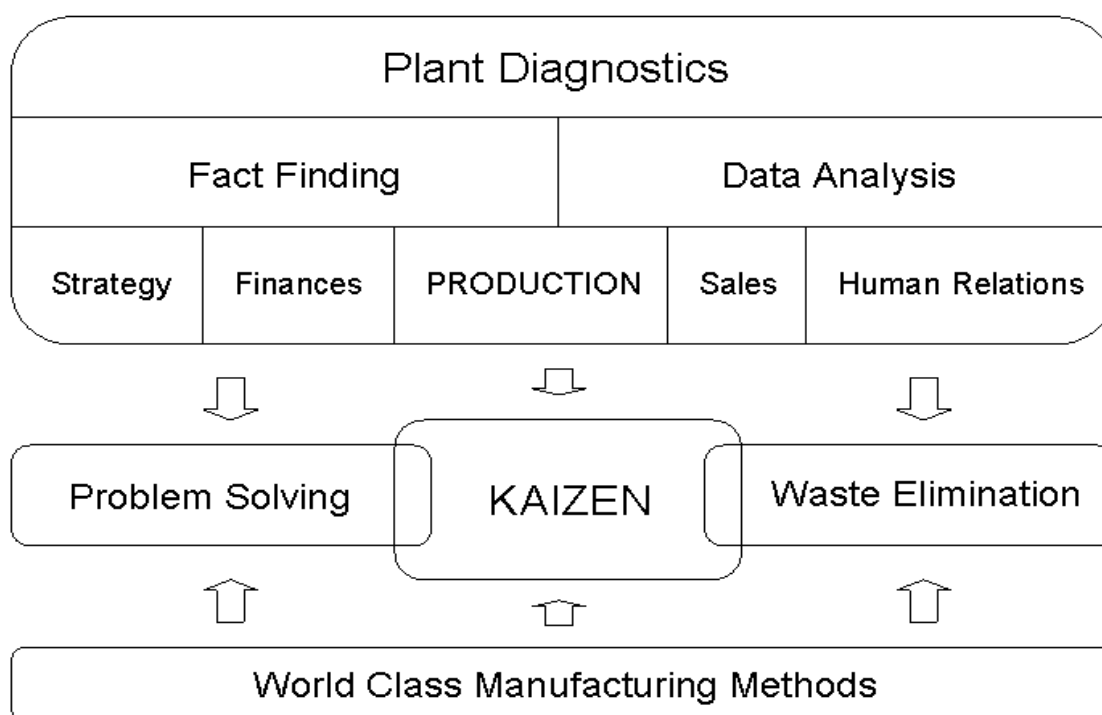 Plant Diagnostics
Fact Finding
Data Analysis
Strategy
Finances
PRODUCTION
Sales
Human Relations
Problem Solving
KAIZEN
Waste Elimination
World Class Manufacturing Methods